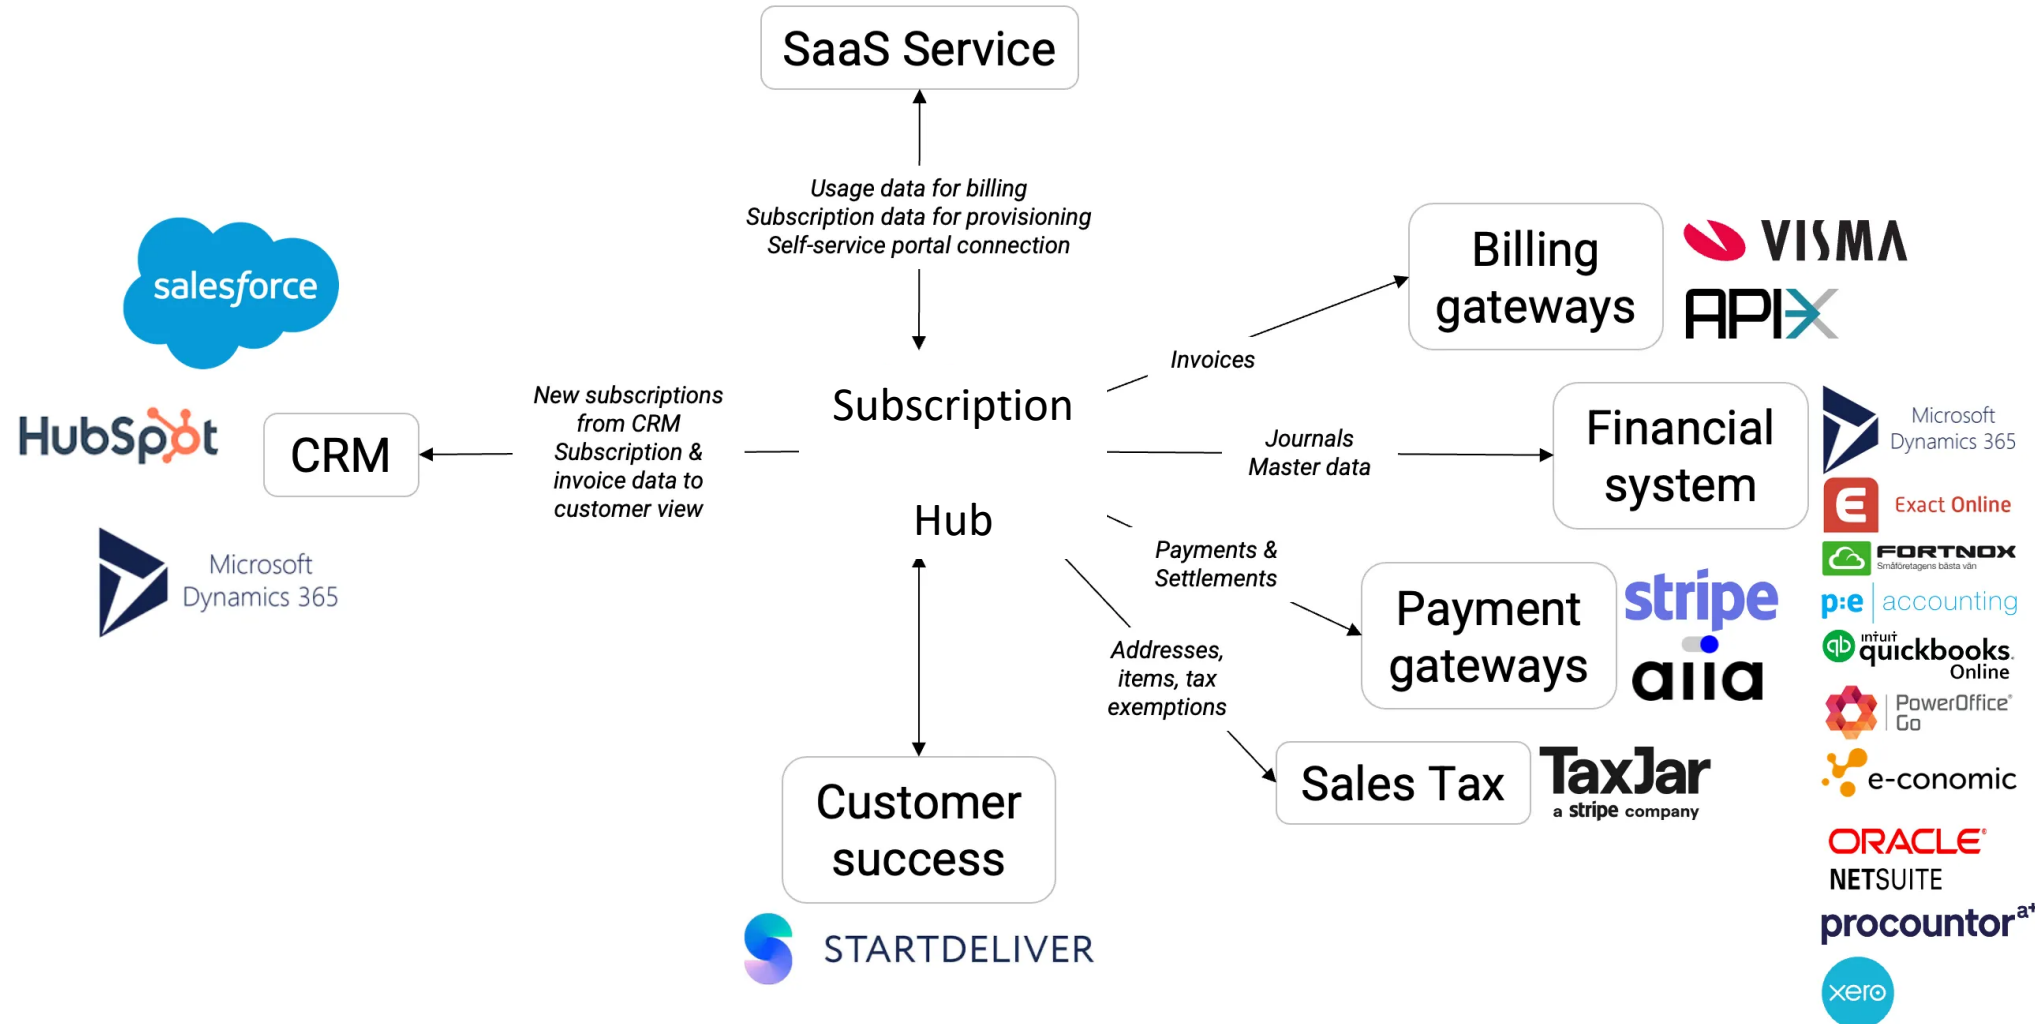 SaaS Service
Usage data for billing
Subscription data for provisioning
Self-service portal connection
salesforce
HubSpot
CRM
Microsoft
Dynamics 365
New subscriptions
from CRM
Subscription &
invoice data to
customer view
Subscription
Hub
Invoices
Billing
gateways
VISMA
APIX
Journals
Master data
Financial
system
Microsoft
Dynamics 365
E Exact Online
FORTNOX
Småföretagens bästa vän
p:e accounting
qb intuit
quickbooks.
Online
PowerOffice®
Go
e-conomic
ORACLE®
NETSUITE
procountor a+
xero
Payments &
Settlements
Payment
gateways
stripe
aiia
Addresses,
items, tax
exemptions
Sales Tax
TaxJar
a stripe company
Customer
success
STARTDELIVER